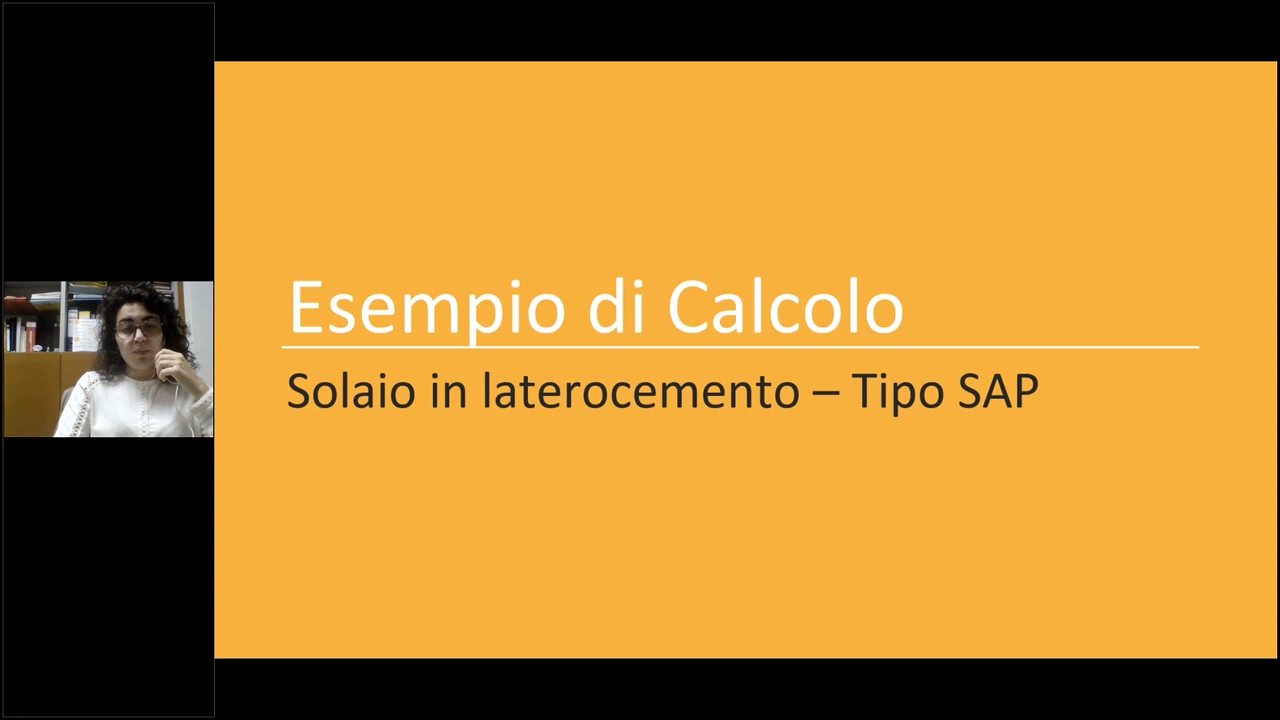 Esempio di Calcolo
Solaio in laterocemento – Tipo SAP